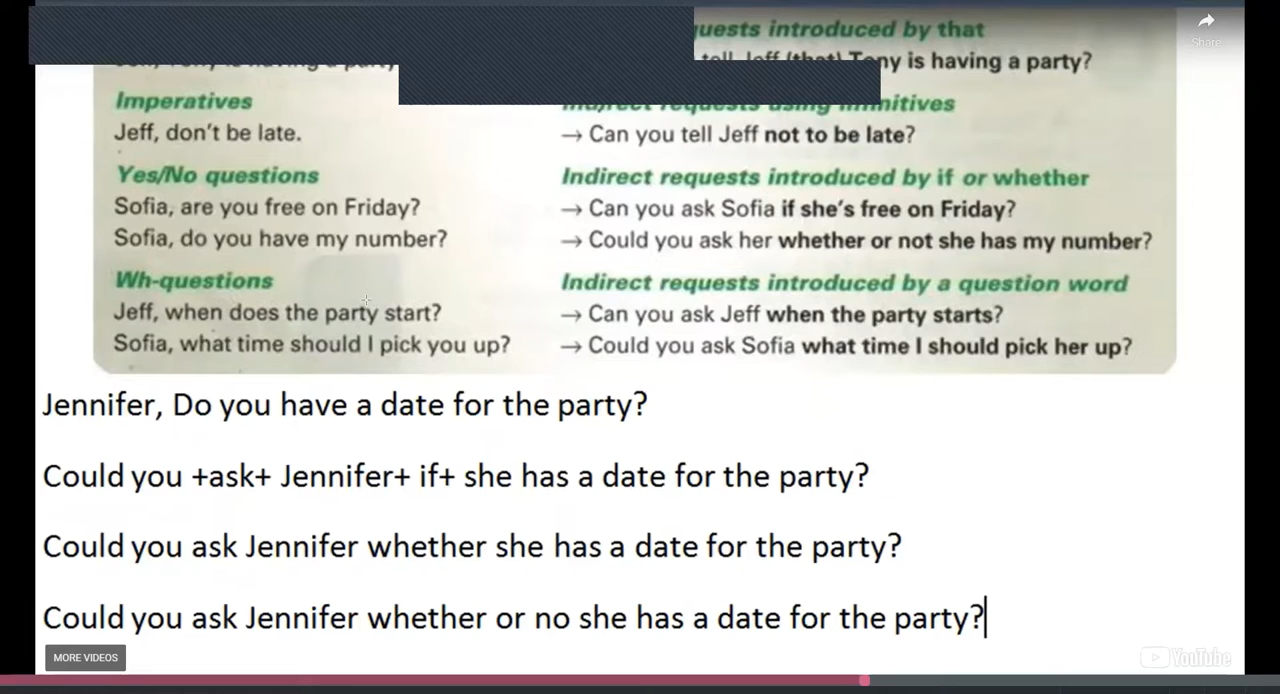 uests introduced by that
Share
tell Jeff (that) Tony is having a party?
Imperatives
nitives
Jeff, don't be late.
→ Can you tell Jeff not to be late?
Yes/No questions
Indirect requests introduced by if or whether
Sofia, are you free on Friday?
→ Can you ask Sofia if she's free on Friday?
Sofia, do you have my number?
→ Could you ask her whether or not she has my number?
Wh-questions
Indirect requests introduced by a question word
Jeff, when does the party start?
→ Can you ask Jeff when the party starts?
Sofia, what time should I pick you up?
→ Could you ask Sofia what time I should pick her up?
Jennifer, Do you have a date for the party?
Could you +ask+ Jennifer+ if+ she has a date for the party?
Could you ask Jennifer whether she has a date for the party?
Could you ask Jennifer whether or no she has a date for the party?
MORE VIDEOS
YouTube